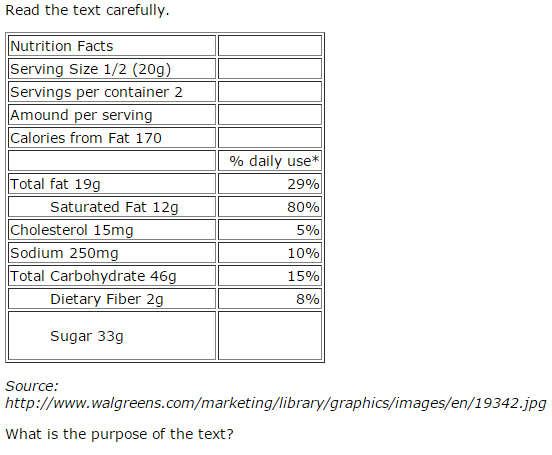 Read the text carefully.
Nutrition Facts
Serving Size 1/2 (20g)
Servings per container 2
Amound per serving
Calories from Fat 170
% daily use*
Total fat 19g 29%
Saturated Fat 12g 80%
Cholesterol 15mg 5%
Sodium 250mg 10%
Total Carbohydrate 46g 15%
Dietary Fiber 2g 8%
Sugar 33g
Source:
http://www.walgreens.com/marketing/library/graphics/images/en/19342.jpg
What is the purpose of the text?